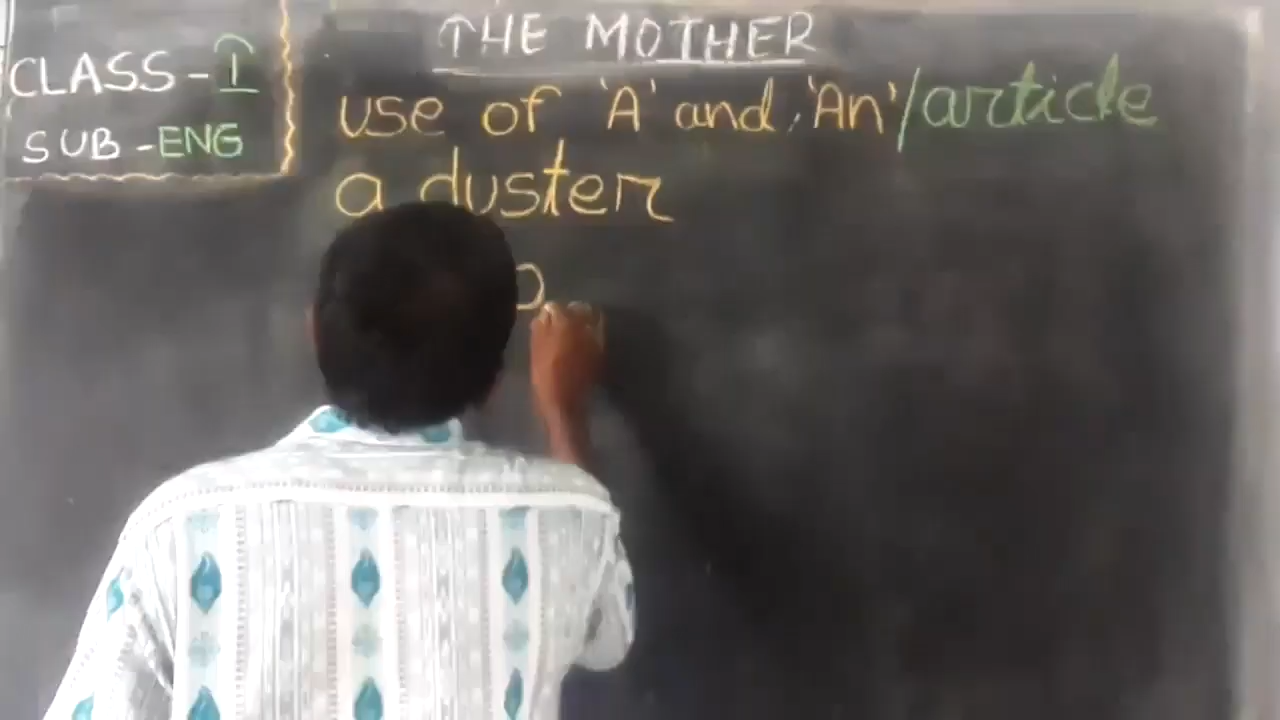 CLASS - I
SUB - ENG
THE MOTHER
use of 'A' and, 'An'/article
a duster